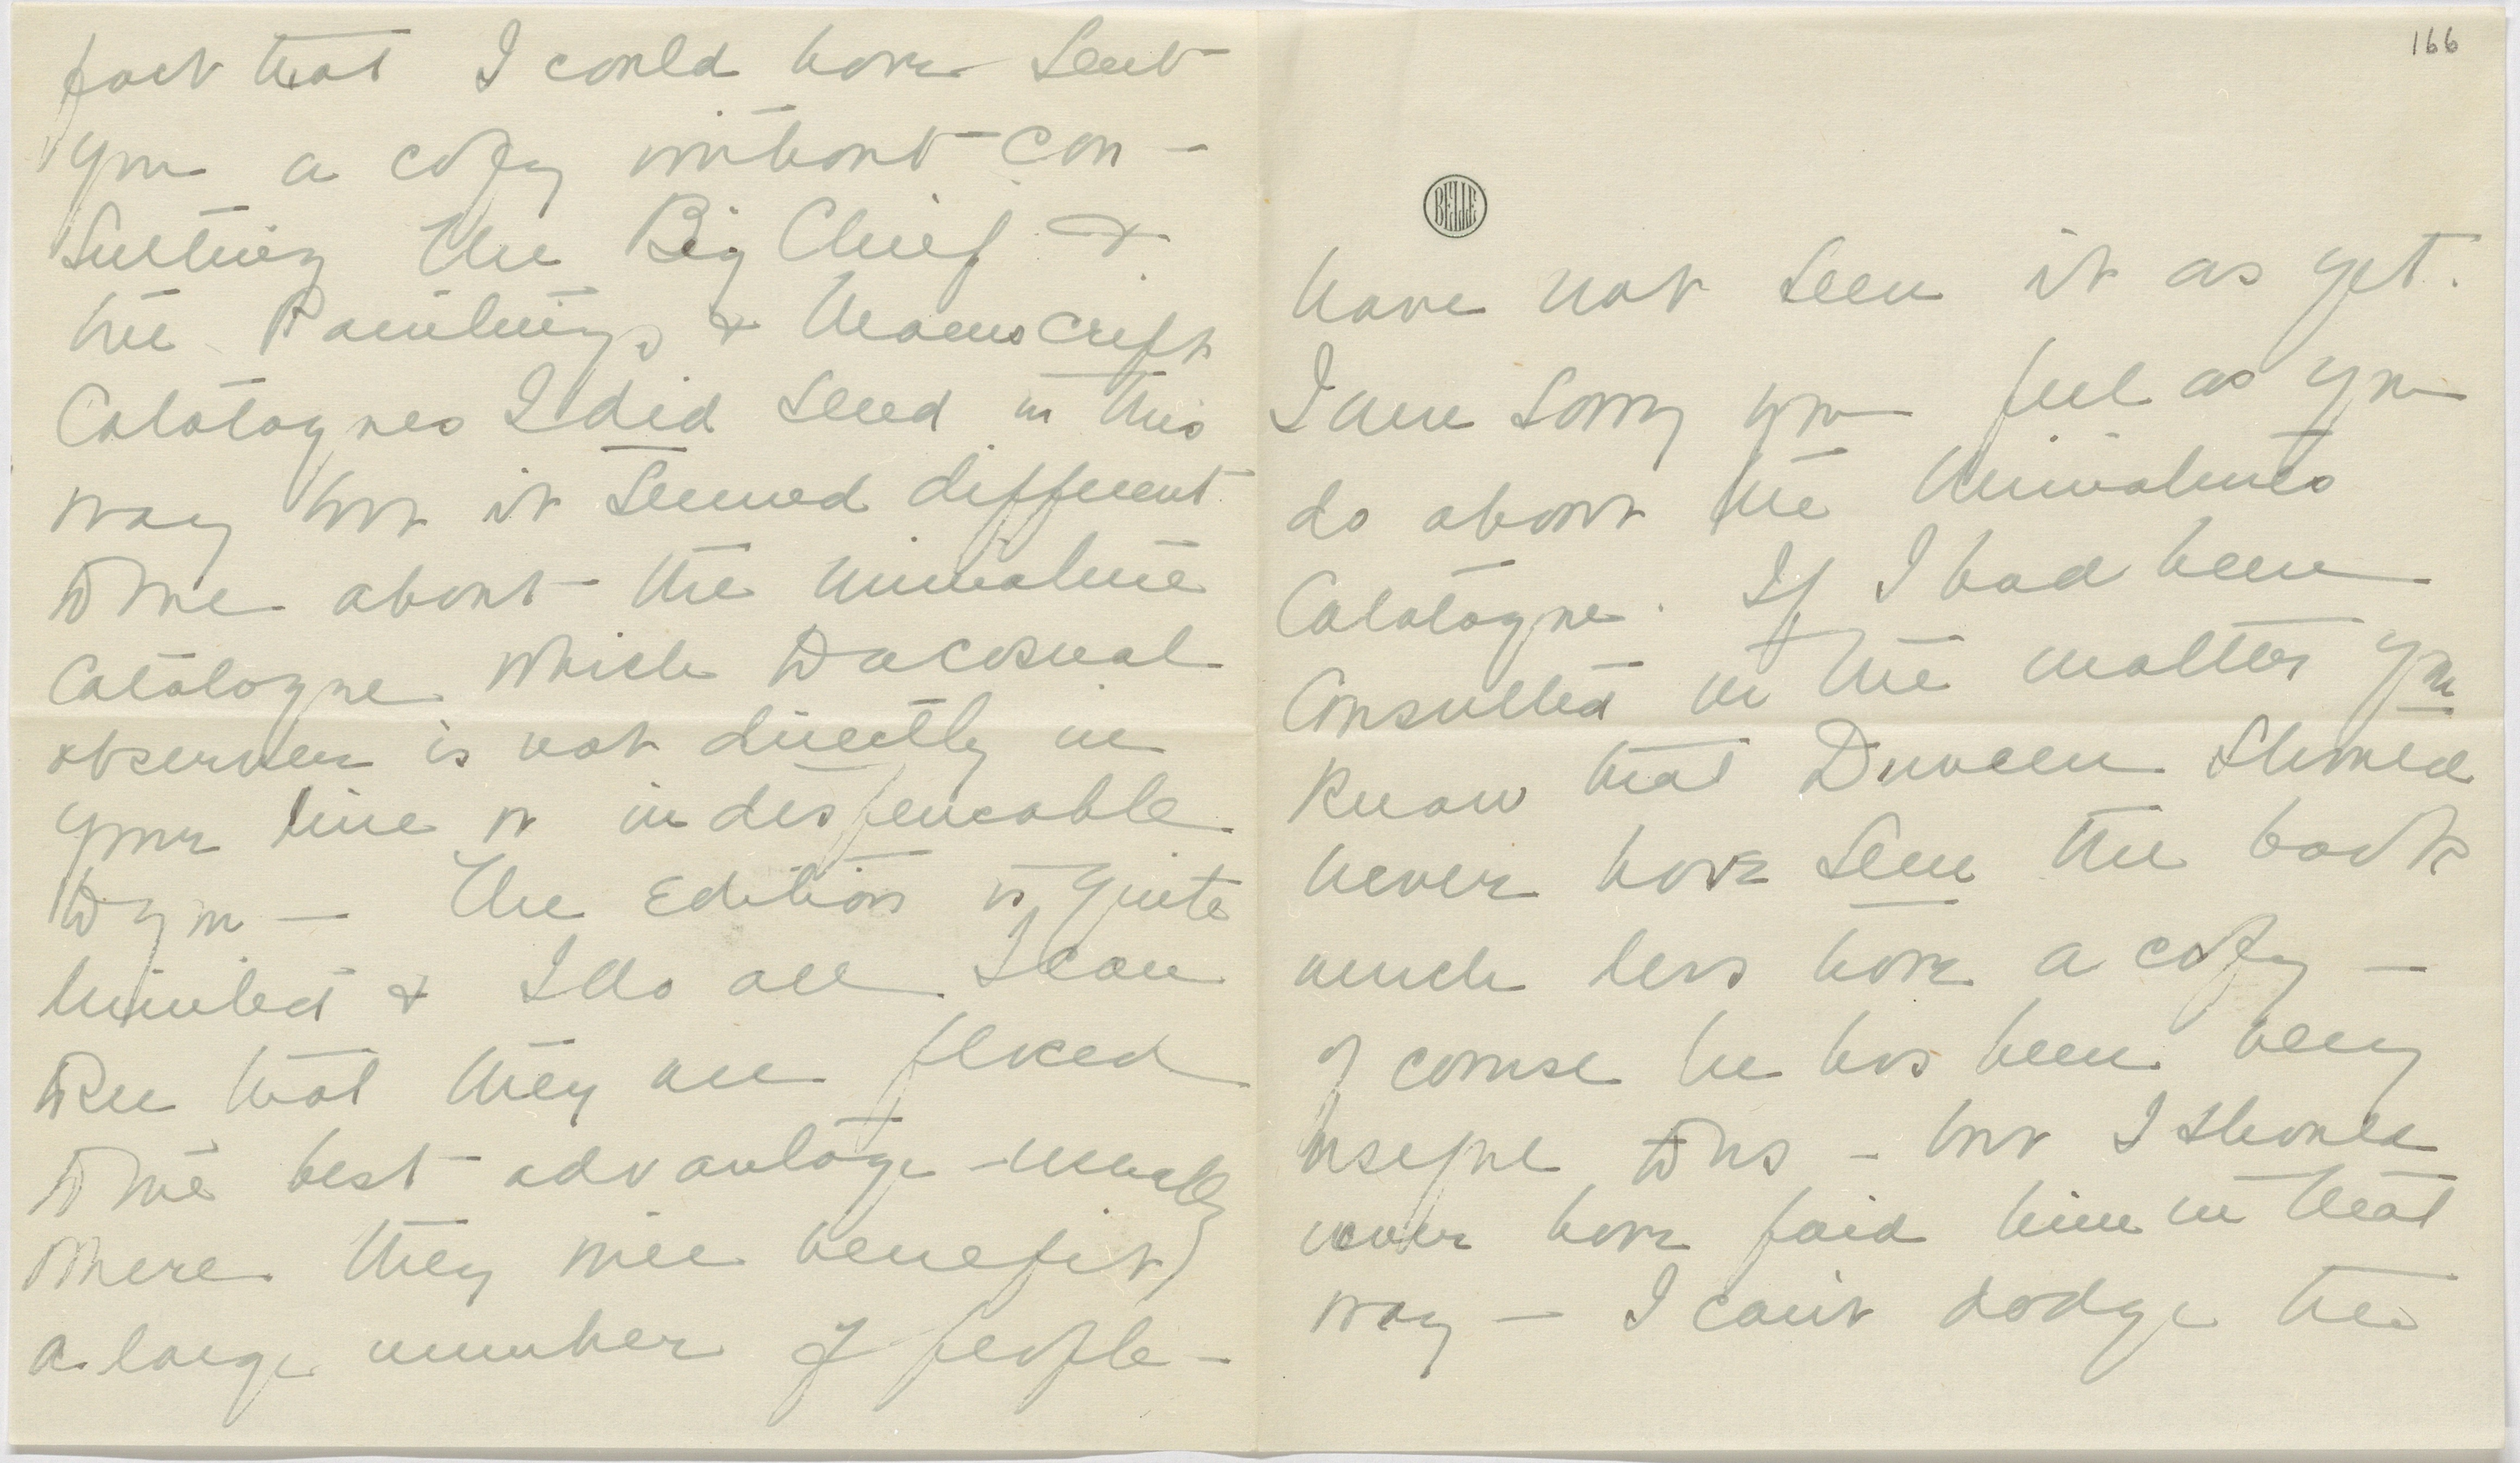 fact that I could have sent
you a copy without con-
sulting the Big Chief &
the Paintings & Manuscript
Catalogues I did send in this
way but it seemed different
to me about the miniature
Catalogue which to a casual
observer is not directly in
your line or indispensable
to you — The edition is quite
limited & I do all I can
to see that they are placed
to the best advantage - usually
where they will benefit
a large number of people -
166
BELLE
have not seen it as yet.
I am sorry you feel as you
do about the Miniatures
Catalogue. If I had been
Consulted in the matter you
know that Duveen should
never have seen the book
much less have a copy —
of course he has been very
useful to us - but I should
never have paid him in that
way — I can't dodge the